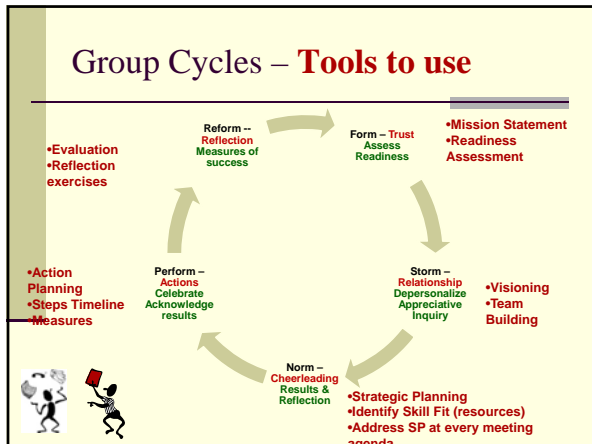 Group Cycles – Tools to use
Reform --
Reflection
Measures of
success
Form – Trust
Assess
Readiness
•Mission Statement
•Readiness
Assessment
•Evaluation
•Reflection
exercises
Storm –
Relationship
Depersonalize
Appreciative
Inquiry
•Visioning
•Team
Building
Perform –
Actions
Celebrate
Acknowledge
results
•Action
Planning
•Steps Timeline
•Measures
Norm –
Cheerleading
Results &
Reflection
•Strategic Planning
•Identify Skill Fit (resources)
•Address SP at every meeting
agenda